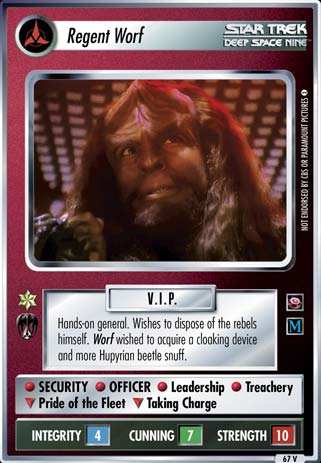 Regent Worf
STAR TREK
DEEP SPACE NINE
NOT ENDORSED BY CBS OR PARAMOUNT PICTURES
V.I.P.
Hands-on general. Wishes to dispose of the rebels
himself. Worf wished to acquire a cloaking device
and more Hupyrian beetle snuff.
M
SECURITY OFFICER Leadership Treachery
Pride of the Fleet Taking Charge
INTEGRITY 4 CUNNING 7 STRENGTH 10
67 V